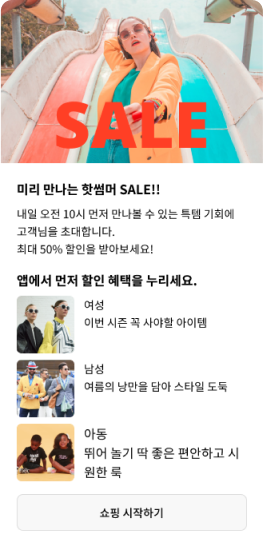 SALE
미리 만나는 핫썸머 SALE!!
내일 오전 10시 먼저 만나볼 수 있는 특템 기회에
고객님을 초대합니다.
최대 50% 할인을 받아보세요!
앱에서 먼저 할인 혜택을 누리세요.
여성
이번 시즌 꼭 사야할 아이템
남성
여름의 낭만을 담아 스타일 도둑
아동
뛰어 놀기 딱 좋은 편안하고 시
원한 룩
쇼핑 시작하기